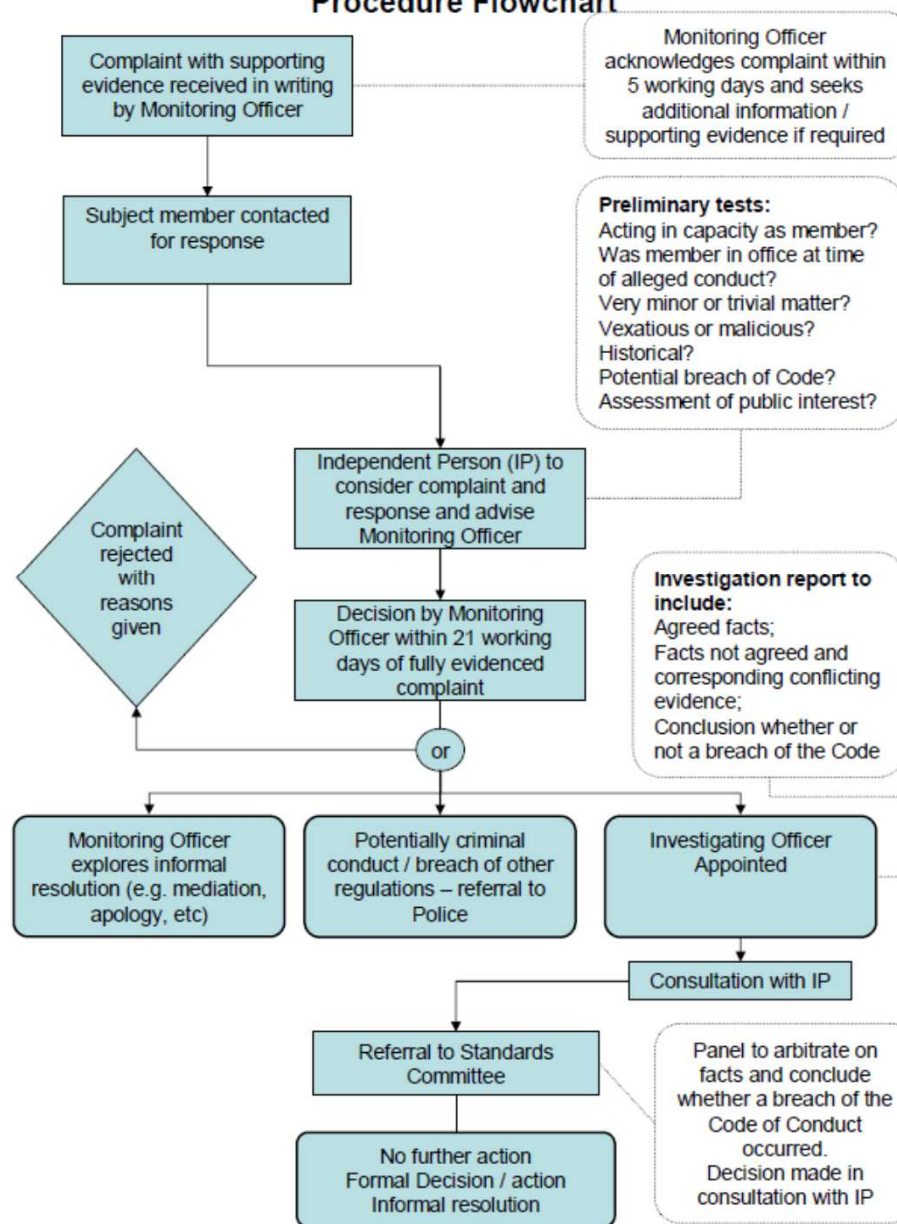 Procedure Flowchart
Complaint with supporting
evidence received in writing
by Monitoring Officer
Monitoring Officer
acknowledges complaint within
5 working days and seeks
additional information /
supporting evidence if required
Subject member contacted
for response
Preliminary tests:
Acting in capacity as member?
Was member in office at time
of alleged conduct?
Very minor or trivial matter?
Vexatious or malicious?
Historical?
Potential breach of Code?
Assessment of public interest?
Independent Person (IP) to
consider complaint and
response and advise
Monitoring Officer
Complaint
rejected
with
reasons
given
Decision by Monitoring
Officer within 21 working
days of fully evidenced
complaint
Investigation report to
include:
Agreed facts;
Facts not agreed and
corresponding conflicting
evidence;
Conclusion whether or
not a breach of the Code
or
Monitoring Officer
explores informal
resolution (e.g. mediation,
apology, etc)
Potentially criminal
conduct / breach of other
regulations – referral to
Police
Investigating Officer
Appointed
Consultation with IP
Referral to Standards
Committee
Panel to arbitrate on
facts and conclude
whether a breach of the
Code of Conduct
occurred.
Decision made in
consultation with IP
No further action
Formal Decision / action
Informal resolution